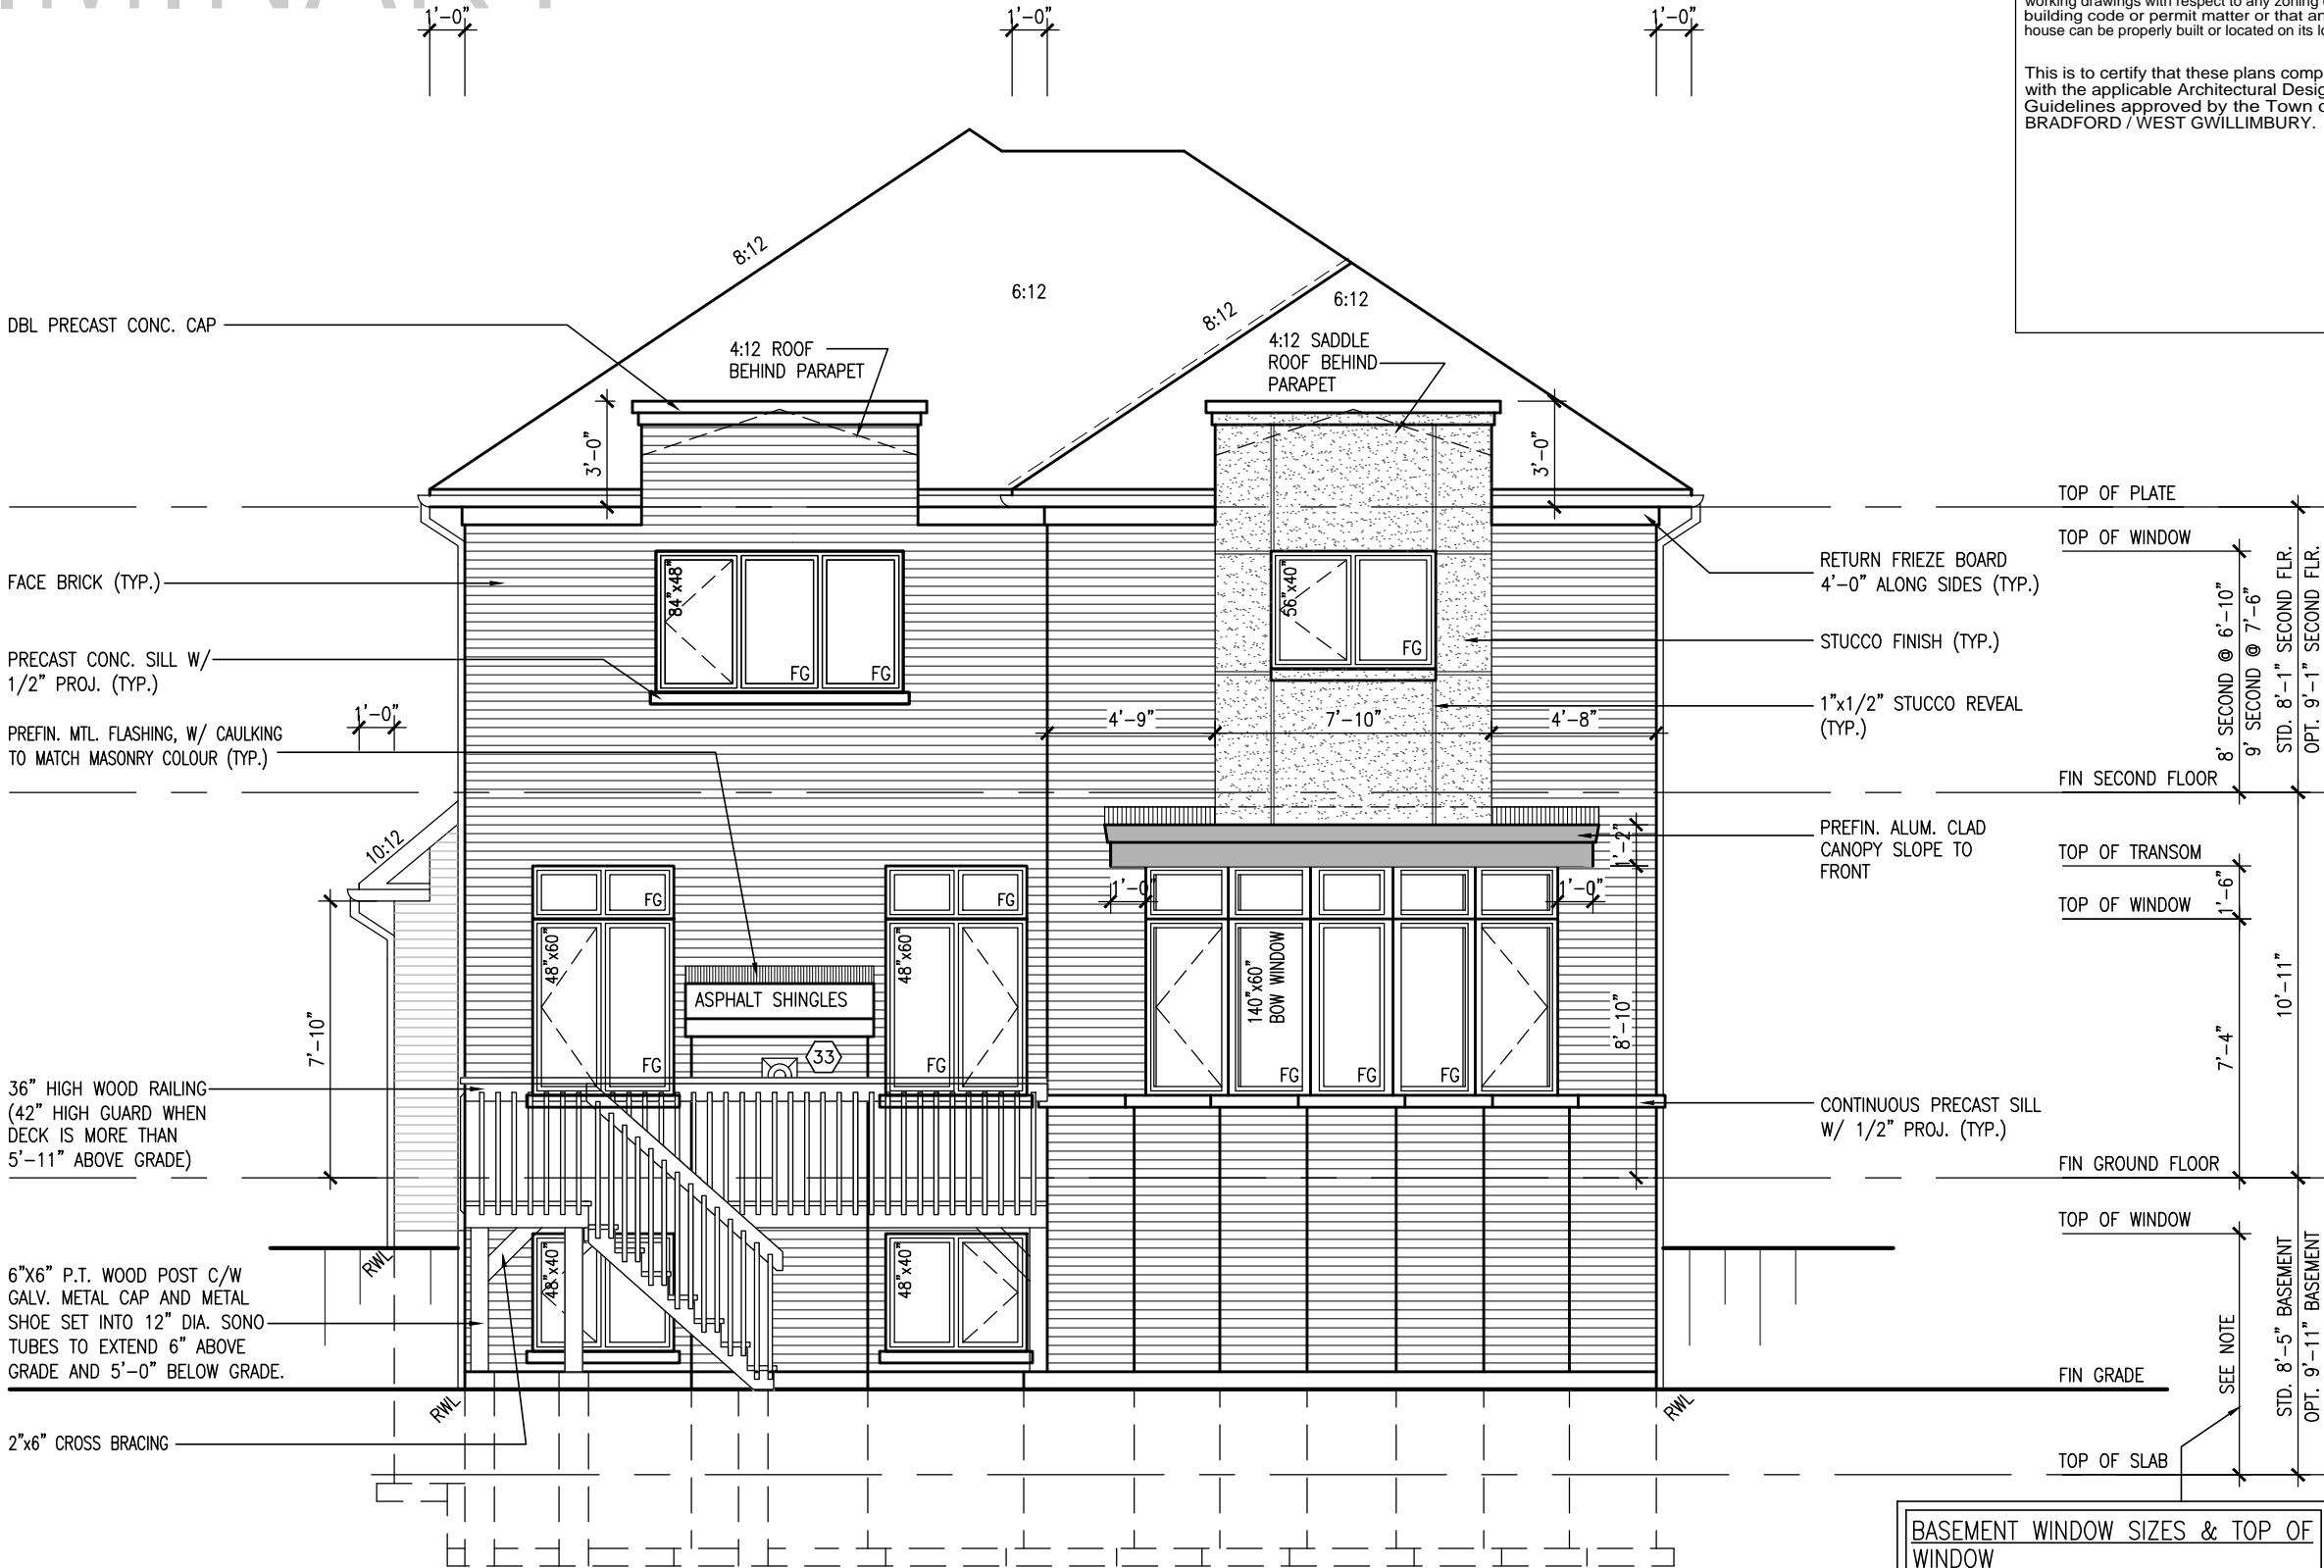 1'-0"
1'-0"
1'-0"
building code or permit matter or that
house can be properly built or located on its
This is to certify that these plans
with the applicable Architectural
Guidelines approved by the Town
BRADFORD / WEST GWILLIMBURY.
8:12
6:12
8:12
6:12
DBL PRECAST CONC. CAP
4:12 ROOF
BEHIND PARAPET
4:12 SADDLE
ROOF BEHIND
PARAPET
3'-0"
3'-0"
TOP OF PLATE
TOP OF WINDOW
FACE BRICK (TYP.)
84"x48"
FG
FG
56"x40"
FG
RETURN FRIEZE BOARD
4'-0" ALONG SIDES (TYP.)
STUCCO FINISH (TYP.)
1"x1/2" STUCCO REVEAL
(TYP.)
PRECAST CONC. SILL W/
1/2" PROJ. (TYP.)
PREFIN. MTL. FLASHING, W/ CAULKING
TO MATCH MASONRY COLOUR (TYP.)
1'-0"
4'-9"
7'-10"
4'-8"
8' SECOND @ 6'-10"
9' SECOND @ 7'-6"
STD. 8'-1" SECOND FLR.
OPT. 9'-1" SECOND FLR.
FIN SECOND FLOOR
10:12
PREFIN. ALUM. CLAD
CANOPY SLOPE TO
FRONT
1'-2"
1'-0"
1'-0"
TOP OF TRANSOM
1'-6"
TOP OF WINDOW
FG
FG
48"x60"
48"x60"
140"x60"
BOW WINDOW
ASPHALT SHINGLES
33
FG
FG
FG
FG
FG
7'-10"
8'-10"
7'-4"
10'-11"
36" HIGH WOOD RAILING
(42" HIGH GUARD WHEN
DECK IS MORE THAN
5'-11" ABOVE GRADE)
CONTINUOUS PRECAST SILL
W/ 1/2" PROJ. (TYP.)
FIN GROUND FLOOR
TOP OF WINDOW
RWL
48"x40"
48"x40"
6"X6" P.T. WOOD POST C/W
GALV. METAL CAP AND METAL
SHOE SET INTO 12" DIA. SONO
TUBES TO EXTEND 6" ABOVE
GRADE AND 5'-0" BELOW GRADE.
SEE NOTE
STD. 8'-5" BASEMENT
OPT. 9'-11" BASEMENT
FIN GRADE
RWL
RWL
2"x6" CROSS BRACING
TOP OF SLAB
BASEMENT WINDOW SIZES & TOP OF
WINDOW